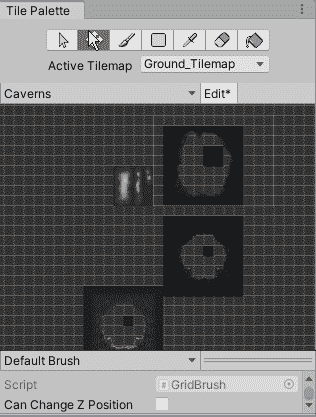 Tile Palette
Active Tilemap Ground_Tilemap
Caverns Edit*
Default Brush
Script # GridBrush
Can Change Z Position